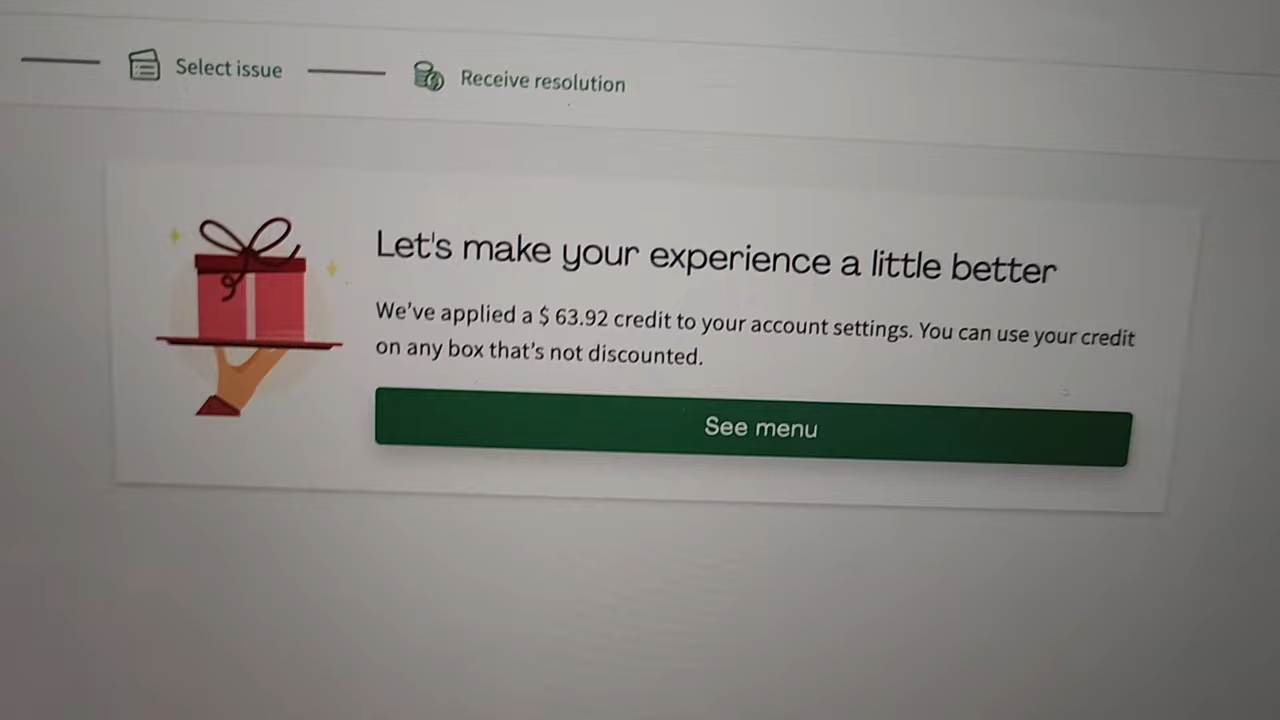 Select issue
Receive resolution
Let's make your experience a little better
We've applied a $ 63.92 credit to your account settings. You can use your credit
on any box that's not discounted.
See menu